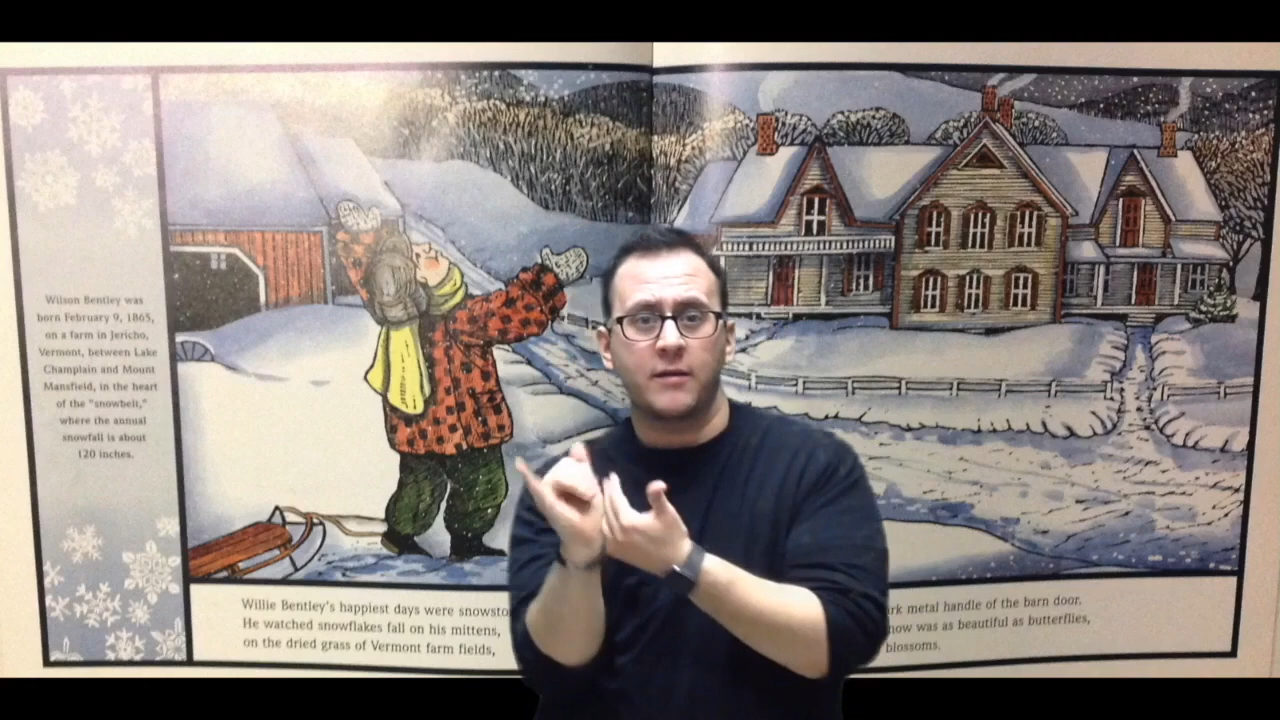 Wilson Bentley was
born February 9, 1865,
on a farm in Jericho,
Vermont, between Lake
Champlain and Mount
Mansfield, in the heart
of the "snowbelt,"
where the annual
snowfall is about
120 inches.
Willie Bentley's happiest days were
He watched snowflakes fall on his mittens,
on the dried grass of Vermont farm fields,
metal handle of the barn door.
was as beautiful as butterflies,
blossoms.